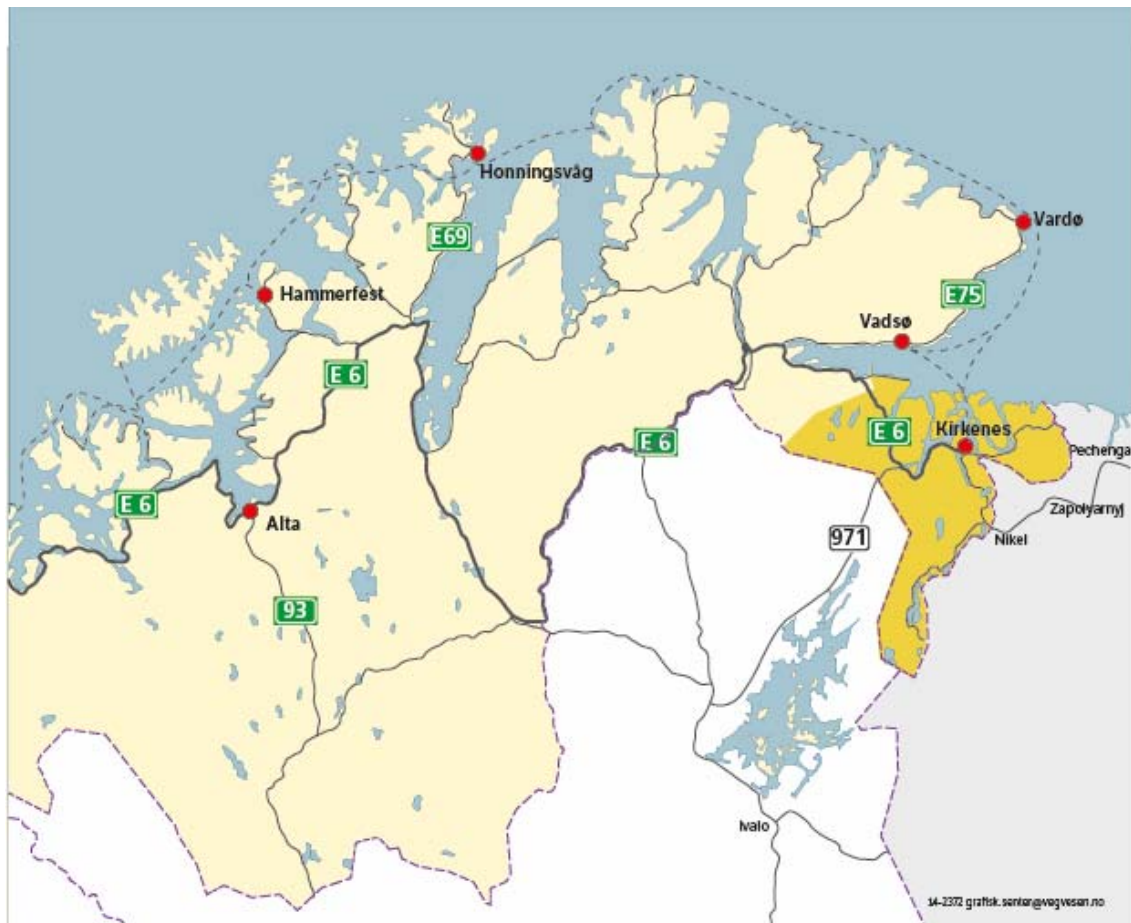 Honningsvåg
Vardø
E69
Hammerfest
E75
Vadsø
E 6
E 6
E 6
Kirkenes
Pechenga
E 6
Alta
Zapolyarnyj
971
Nikel
93
Ivalo
14-2372 grafisk.senter@vegvesen.no